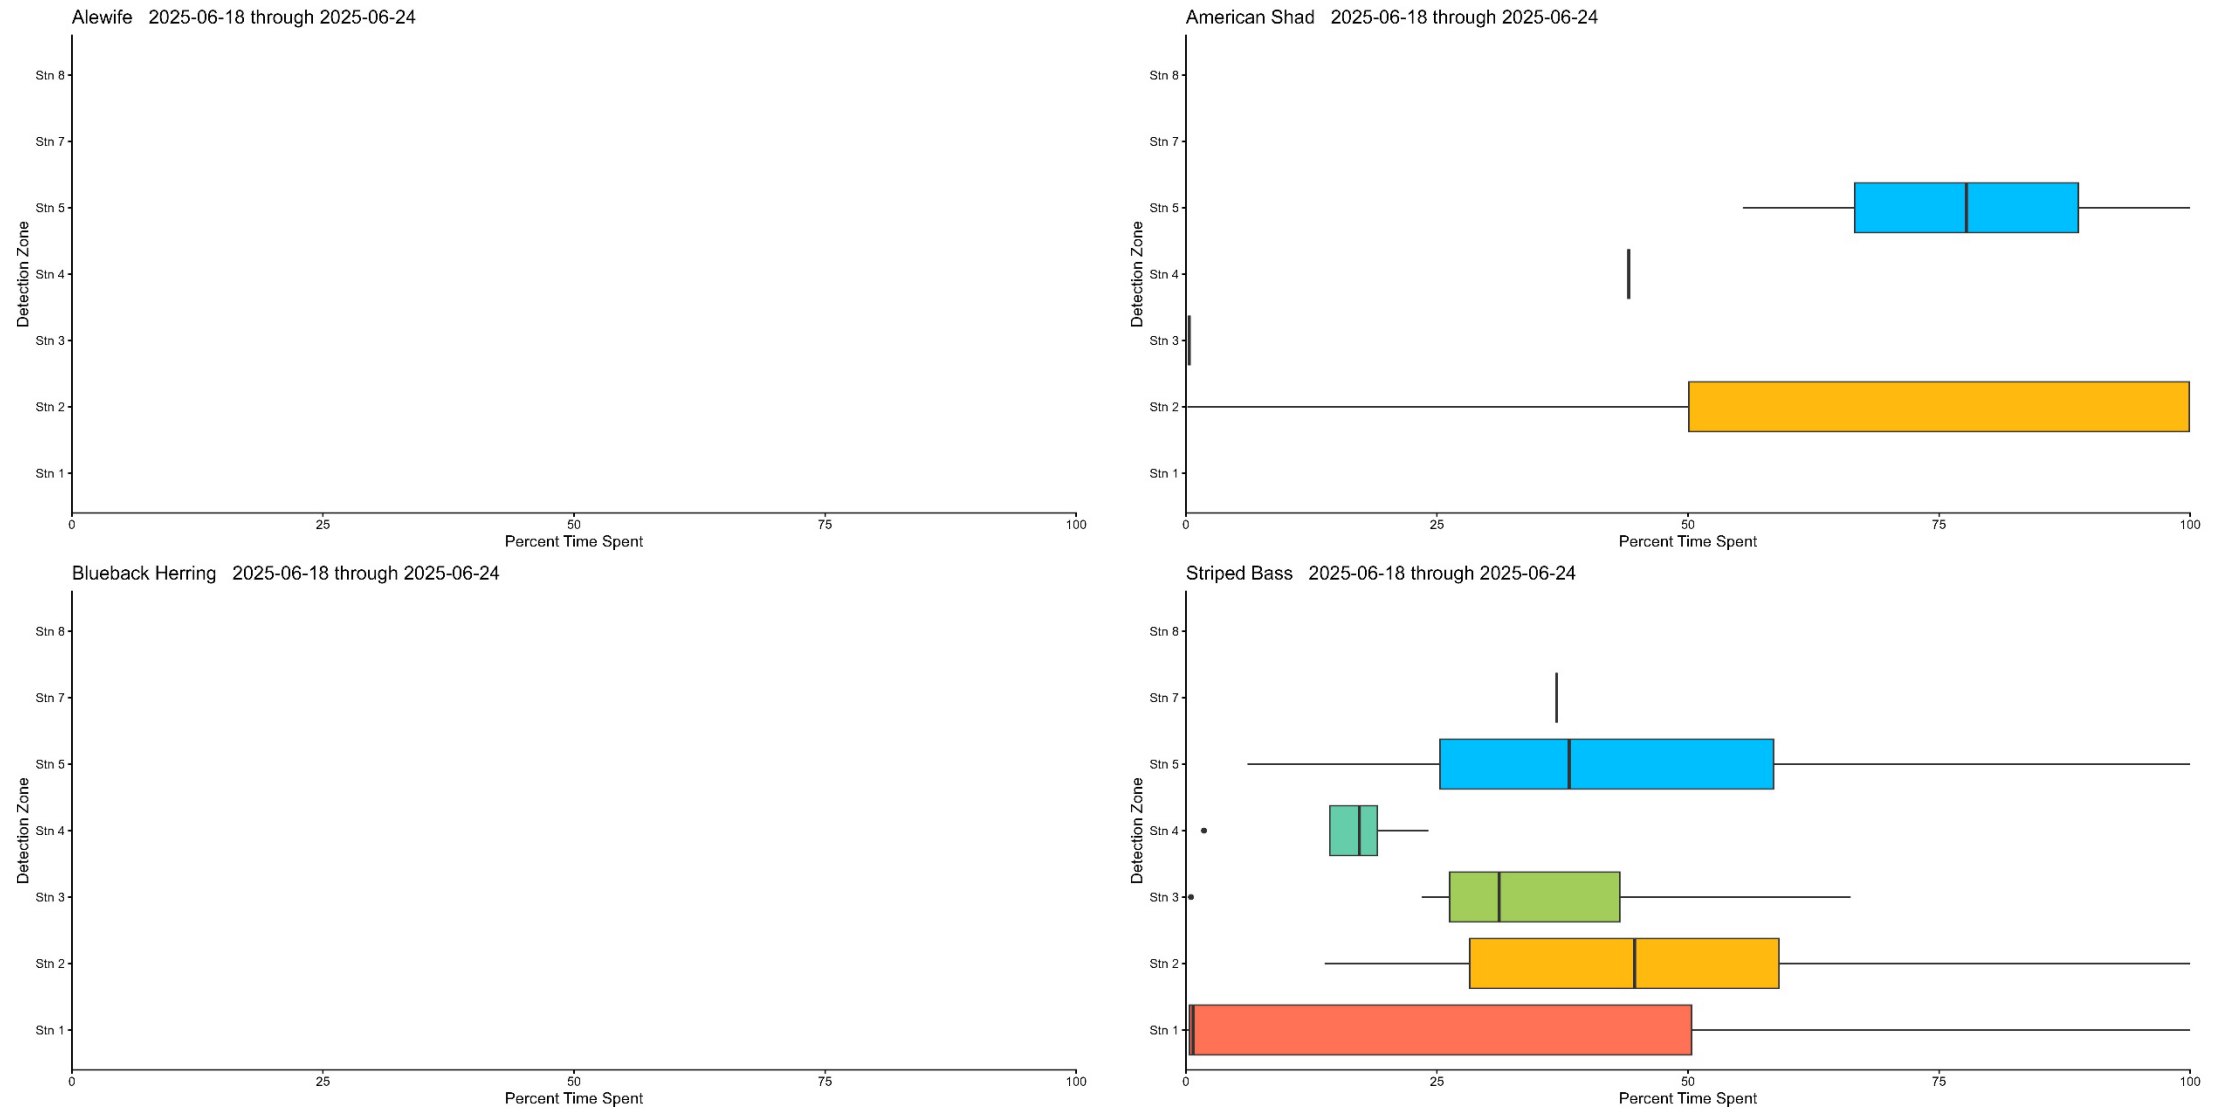 Alewife 2025-06-18 through 2025-06-24
Stn 8
Stn 7
Stn 5
Stn 4
Stn 3
Stn 2
Stn 1
Detection Zone
0 25 50 75 100
Percent Time Spent
American Shad 2025-06-18 through 2025-06-24
Stn 8
Stn 7
Stn 5
Stn 4
Stn 3
Stn 2
Stn 1
Detection Zone
0 25 50 75 100
Percent Time Spent
Blueback Herring 2025-06-18 through 2025-06-24
Stn 8
Stn 7
Stn 5
Stn 4
Stn 3
Stn 2
Stn 1
Detection Zone
0 25 50 75 100
Percent Time Spent
Striped Bass 2025-06-18 through 2025-06-24
Stn 8
Stn 7
Stn 5
Stn 4
Stn 3
Stn 2
Stn 1
Detection Zone
0 25 50 75 100
Percent Time Spent